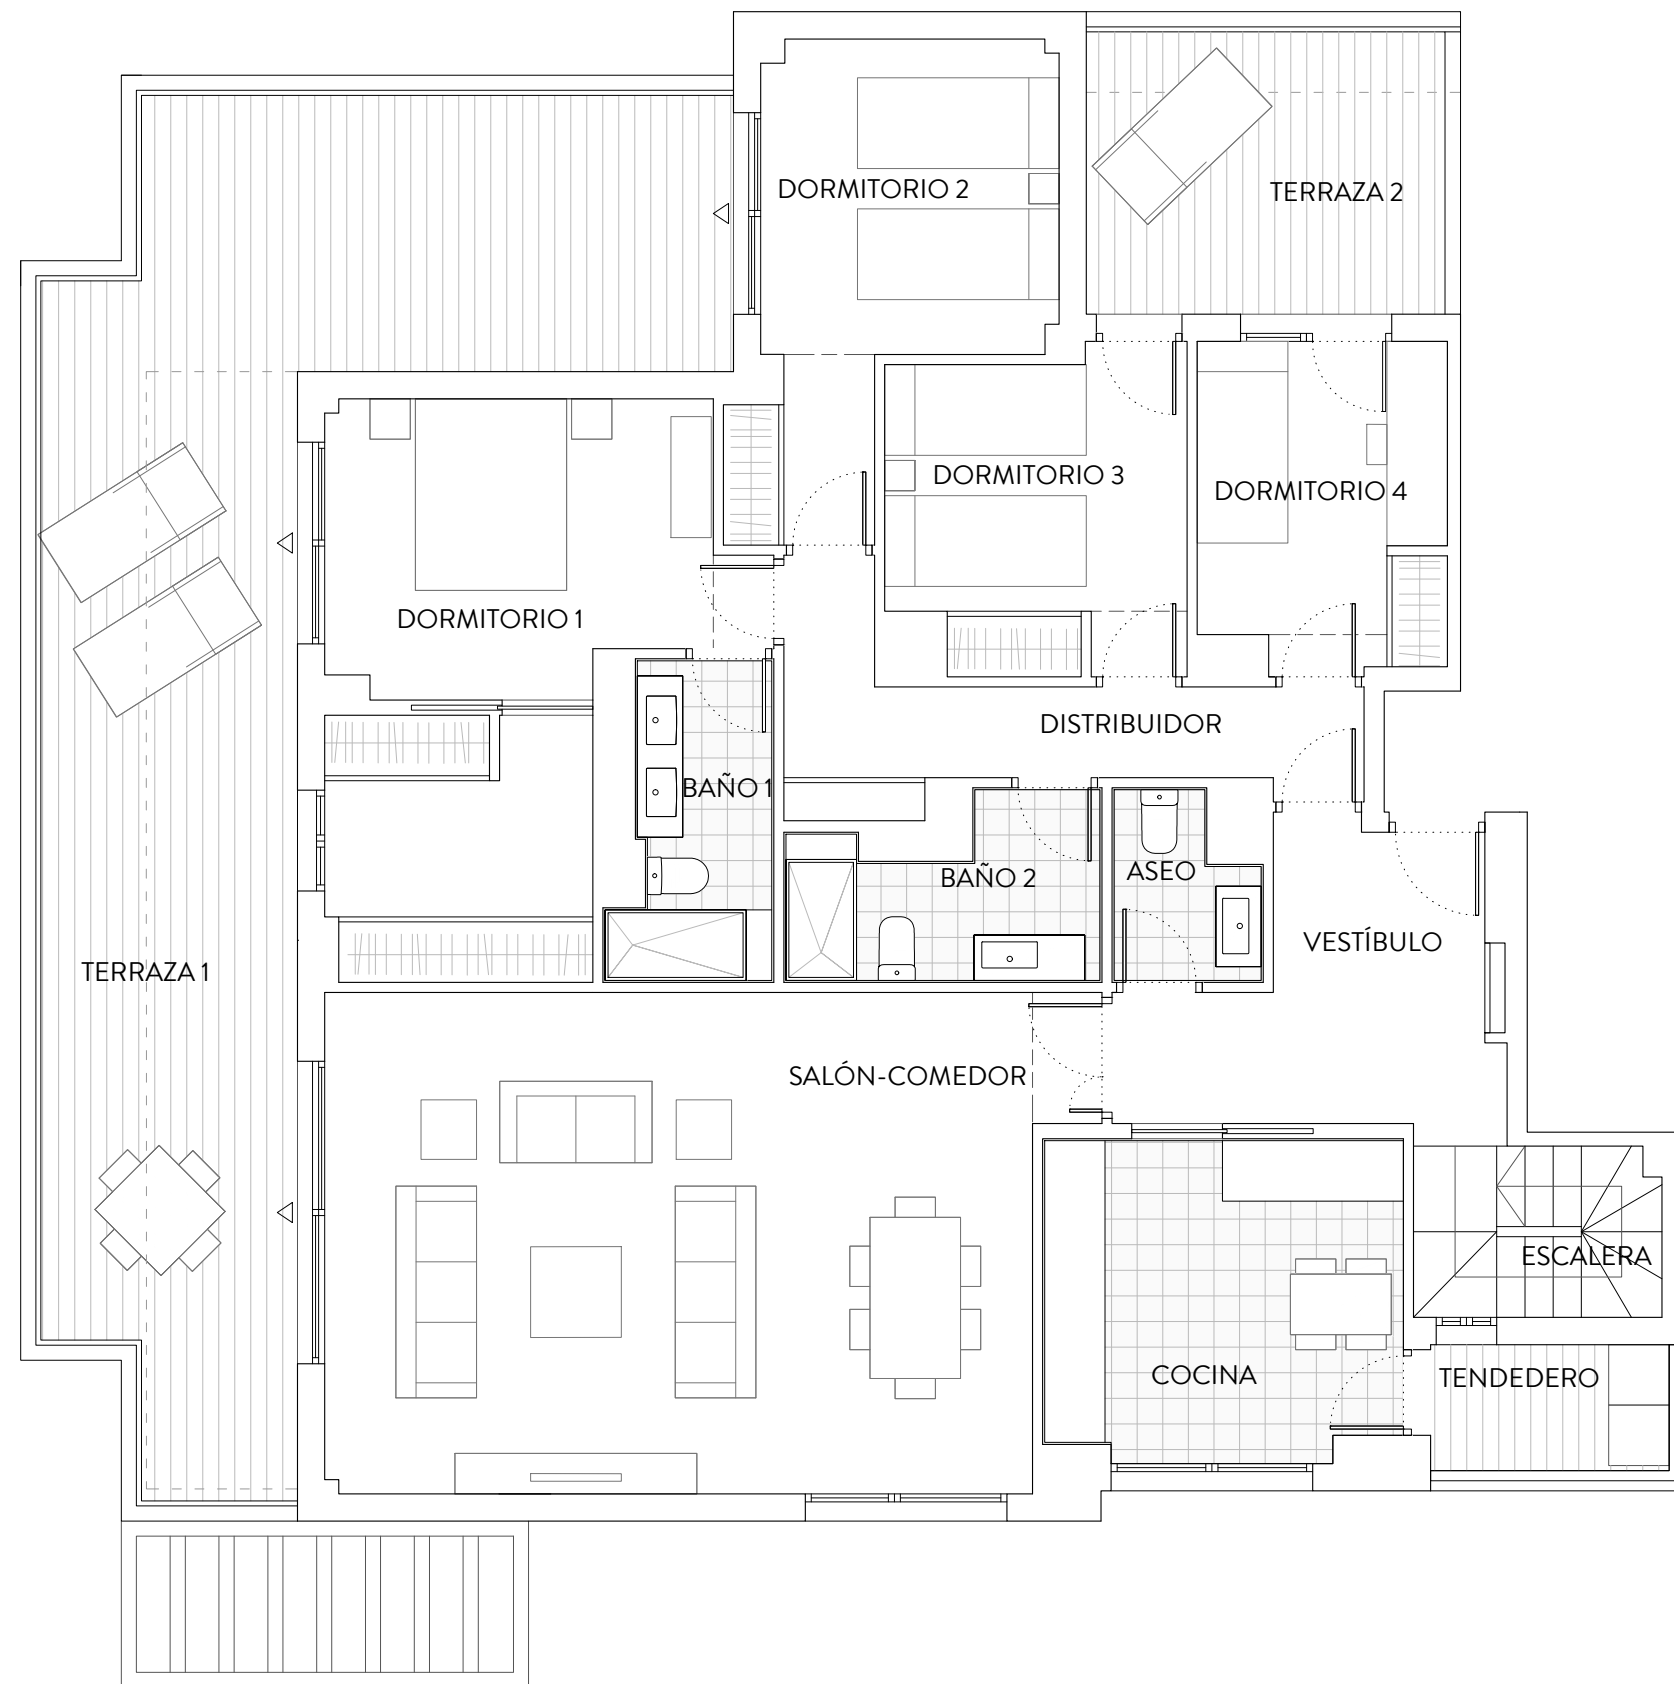 DORMITORIO 2
TERRAZA 2
DORMITORIO 3
DORMITORIO 4
DORMITORIO 1
DISTRIBUIDOR
BAÑO 1
BAÑO 2
ASEO
VESTÍBULO
TERRAZA 1
SALÓN-COMEDOR
ESCALERA
COCINA
TENDEDERO